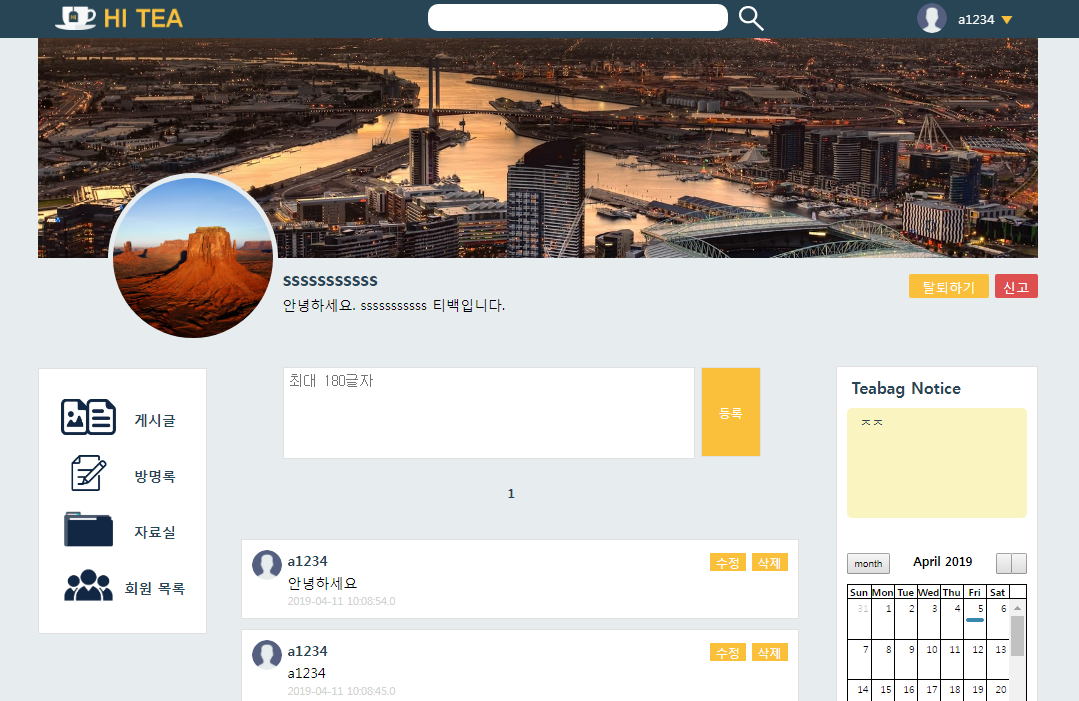 HI TEA
a1234
sssssssssss
안녕하세요. sssssssssss 티백입니다.
탈퇴하기 신고
게시글
방명록
자료실
회원 목록
최대 180글자
등록
1
a1234
안녕하세요
2019-04-11 10:08:54.0
수정 삭제
a1234
a1234
2019-04-11 10:08:45.0
수정 삭제
Teabag Notice
ㅈㅈ
month April 2019
Sun Mon Tue Wed Thu Fri Sat
31 1 2 3 4 5 6
7 8 9 10 11 12 13
14 15 16 17 18 19 20